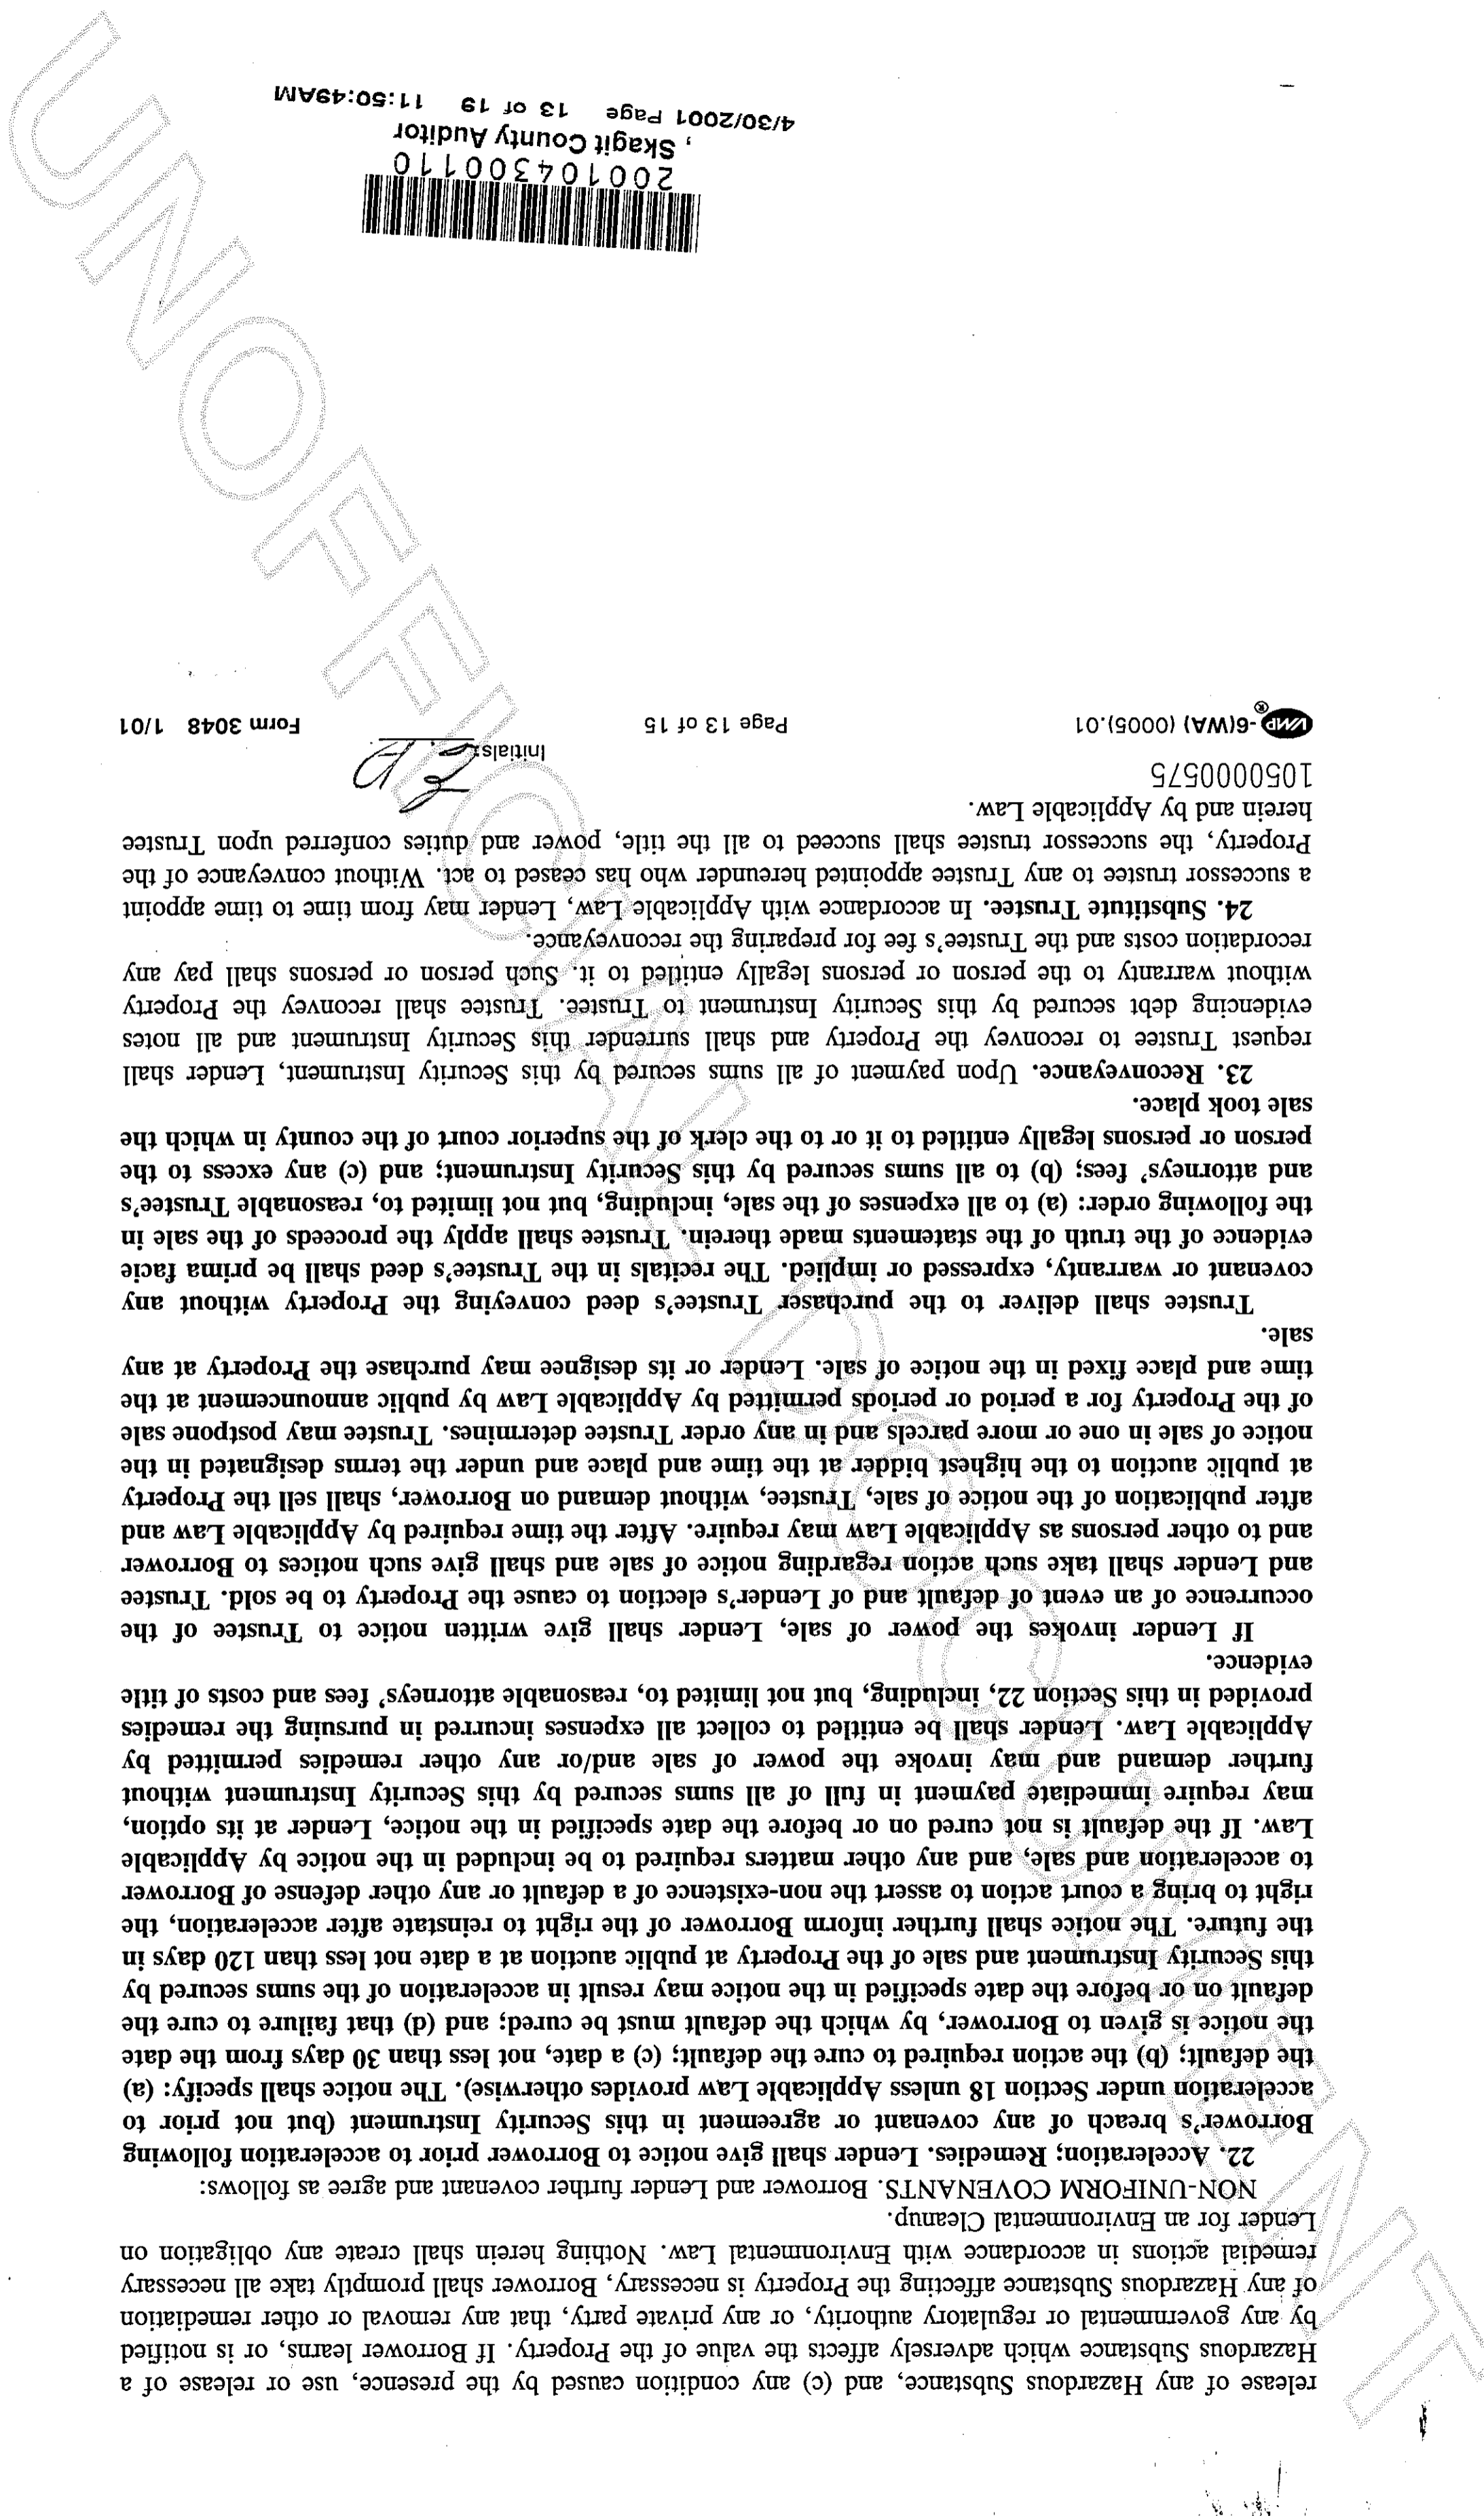 release of any Hazardous Substance, and (c) any condition caused by the presence, use or release of a
Hazardous Substance which adversely affects the value of the Property. If Borrower learns, or is notified
by any governmental or regulatory authority, or any private party, that any removal or other remediation
of any Hazardous Substance affecting the Property is necessary, Borrower shall promptly take all necessary
remedial actions in accordance with Environmental Law. Nothing herein shall create any obligation on
Lender for an Environmental Cleanup.
NON-UNIFORM COVENANTS. Borrower and Lender further covenant and agree as follows:
22. Acceleration; Remedies. Lender shall give notice to Borrower prior to acceleration following
Borrower's breach of any covenant or agreement in this Security Instrument (but not prior to
acceleration under Section 18 unless Applicable Law provides otherwise). The notice shall specify: (a)
the default; (b) the action required to cure the default; (c) a date, not less than 30 days from the date
the notice is given to Borrower, by which the default must be cured; and (d) that failure to cure the
default on or before the date specified in the notice may result in acceleration of the sums secured by
this Security Instrument and sale of the Property at public auction at a date not less than 120 days in
the future. The notice shall further inform Borrower of the right to reinstate after acceleration, the
right to bring a court action to assert the non-existence of a default or any other defense of Borrower
to acceleration and sale, and any other matters required to be included in the notice by Applicable
Law. If the default is not cured on or before the date specified in the notice, Lender at its option,
may require immediate payment in full of all sums secured by this Security Instrument without
further demand and may invoke the power of sale and/or any other remedies permitted by
Applicable Law. Lender shall be entitled to collect all expenses incurred in pursuing the remedies
provided in this Section 22, including, but not limited to, reasonable attorneys' fees and costs of title
evidence.
If Lender invokes the power of sale, Lender shall give written notice to Trustee of the
occurrence of an event of default and of Lender's election to cause the Property to be sold. Trustee
and Lender shall take such action regarding notice of sale and shall give such notices to Borrower
and to other persons as Applicable Law may require. After the time required by Applicable Law and
after publication of the notice of sale, Trustee, without demand on Borrower, shall sell the Property
at public auction to the highest bidder at the time and place and under the terms designated in the
notice of sale in one or more parcels and in any order Trustee determines. Trustee may postpone sale
of the Property for a period or periods permitted by Applicable Law by public announcement at the
time and place fixed in the notice of sale. Lender or its designee may purchase the Property at any
sale.
Trustee shall deliver to the purchaser Trustee's deed conveying the Property without any
covenant or warranty, expressed or implied. The recitals in the Trustee's deed shall be prima facie
evidence of the truth of the statements made therein. Trustee shall apply the proceeds of the sale in
the following order: (a) to all expenses of the sale, including, but not limited to, reasonable Trustee's
and attorneys' fees; (b) to all sums secured by this Security Instrument; and (c) any excess to the
person or persons legally entitled to it or to the clerk of the superior court of the county in which the
sale took place.
23. Reconveyance. Upon payment of all sums secured by this Security Instrument, Lender shall
request Trustee to reconvey the Property and shall surrender this Security Instrument and all notes
evidencing debt secured by this Security Instrument to Trustee. Trustee shall reconvey the Property
without warranty to the person or persons legally entitled to it. Such person or persons shall pay any
recordation costs and the Trustee's fee for preparing the reconveyance.
24. Substitute Trustee. In accordance with Applicable Law, Lender may from time to time appoint
a successor trustee to any Trustee appointed hereunder who has ceased to act. Without conveyance of the
Property, the successor trustee shall succeed to all the title, power and duties conferred upon Trustee
herein and by Applicable Law.
1050000575
Initials:
VMP®-6(WA) (0005).01 Page 13 of 15 Form 3048 1/01
200104300110
, Skagit County Auditor
4/30/2001 Page 13 of 19 11:50:49AM
UNOFFICIAL DOCUMENT